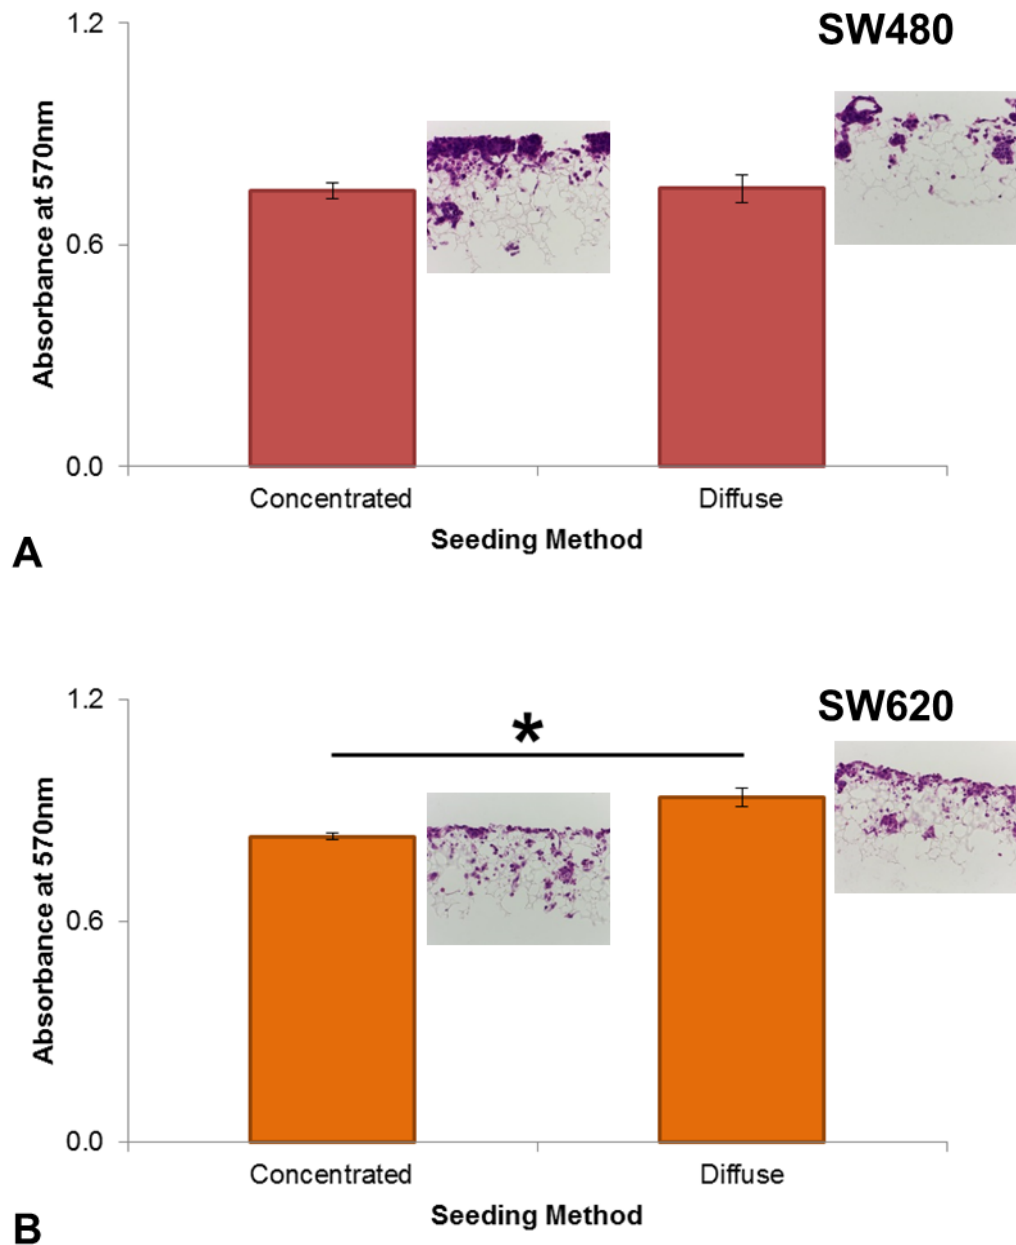 SW480
1.2
0.6
0.0
Absorbance at 570nm
Concentrated
Diffuse
Seeding Method
A
SW620
1.2
*
0.6
0.0
Absorbance at 570nm
Concentrated
Diffuse
Seeding Method
B